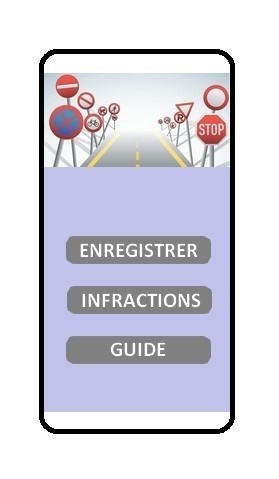 STOP
ENREGISTRER
INFRACTIONS
GUIDE